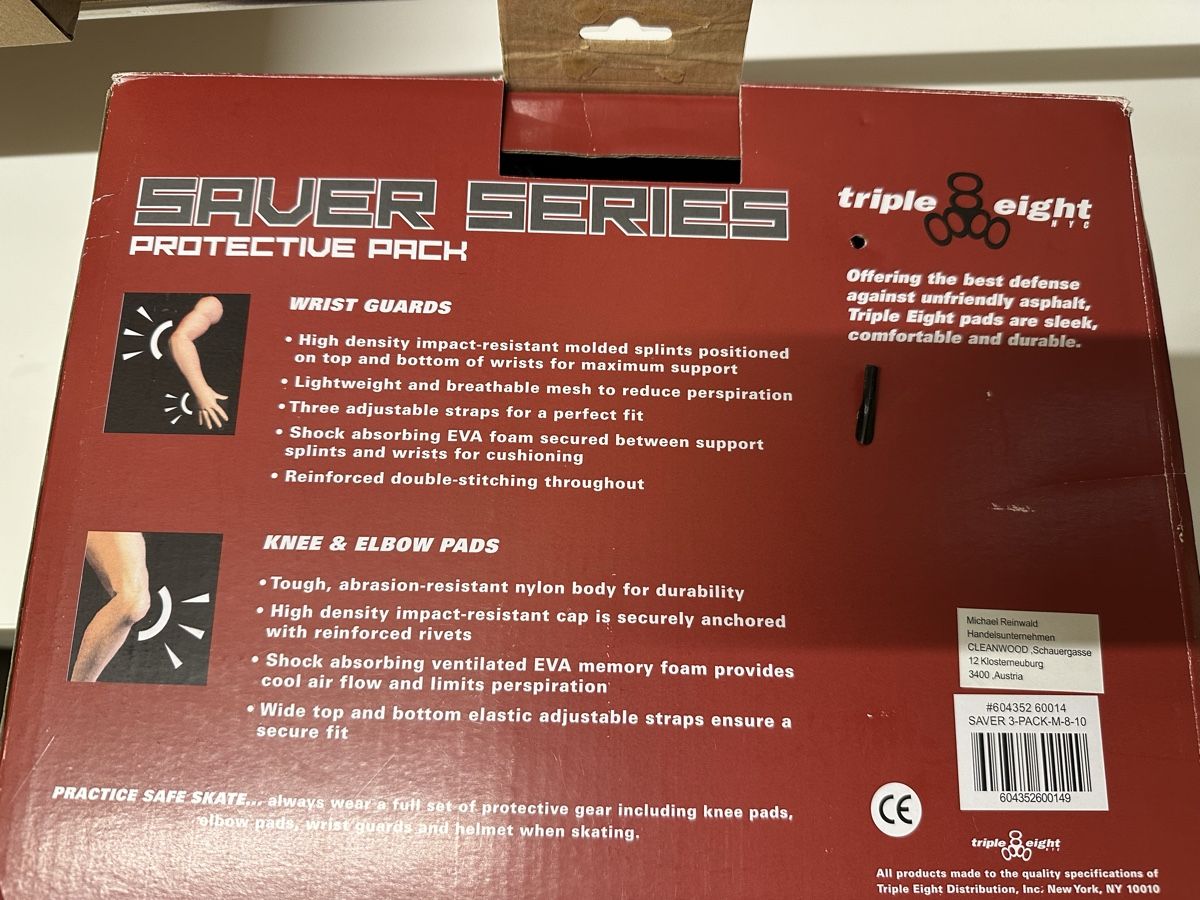 SAVER SERIES
PROTECTIVE PACK
triple eight
NYC
Offering the best defense
against unfriendly asphalt,
Triple Eight pads are sleek,
comfortable and durable.
WRIST GUARDS
• High density impact-resistant molded splints positioned
on top and bottom of wrists for maximum support
• Lightweight and breathable mesh to reduce perspiration
• Three adjustable straps for a perfect fit
• Shock absorbing EVA foam secured between support
splints and wrists for cushioning
• Reinforced double-stitching throughout
KNEE & ELBOW PADS
• Tough, abrasion-resistant nylon body for durability
• High density impact-resistant cap is securely anchored
with reinforced rivets
• Shock absorbing ventilated EVA memory foam provides
cool air flow and limits perspiration
• Wide top and bottom elastic adjustable straps ensure a
secure fit
PRACTICE SAFE SKATE... always wear a full set of protective gear including knee pads,
elbow pads, wrist guards and helmet when skating.
Michael Reinwald
Handelsunternehmen
CLEANWOOD ,Schauergasse
12 Klosterneuburg
3400 ,Austria
#604352 60014
SAVER 3-PACK-M-8-10
604352600149
CE
triple eight
NYC
All products made to the quality specifications of
Triple Eight Distribution, Inc. New York, NY 10010